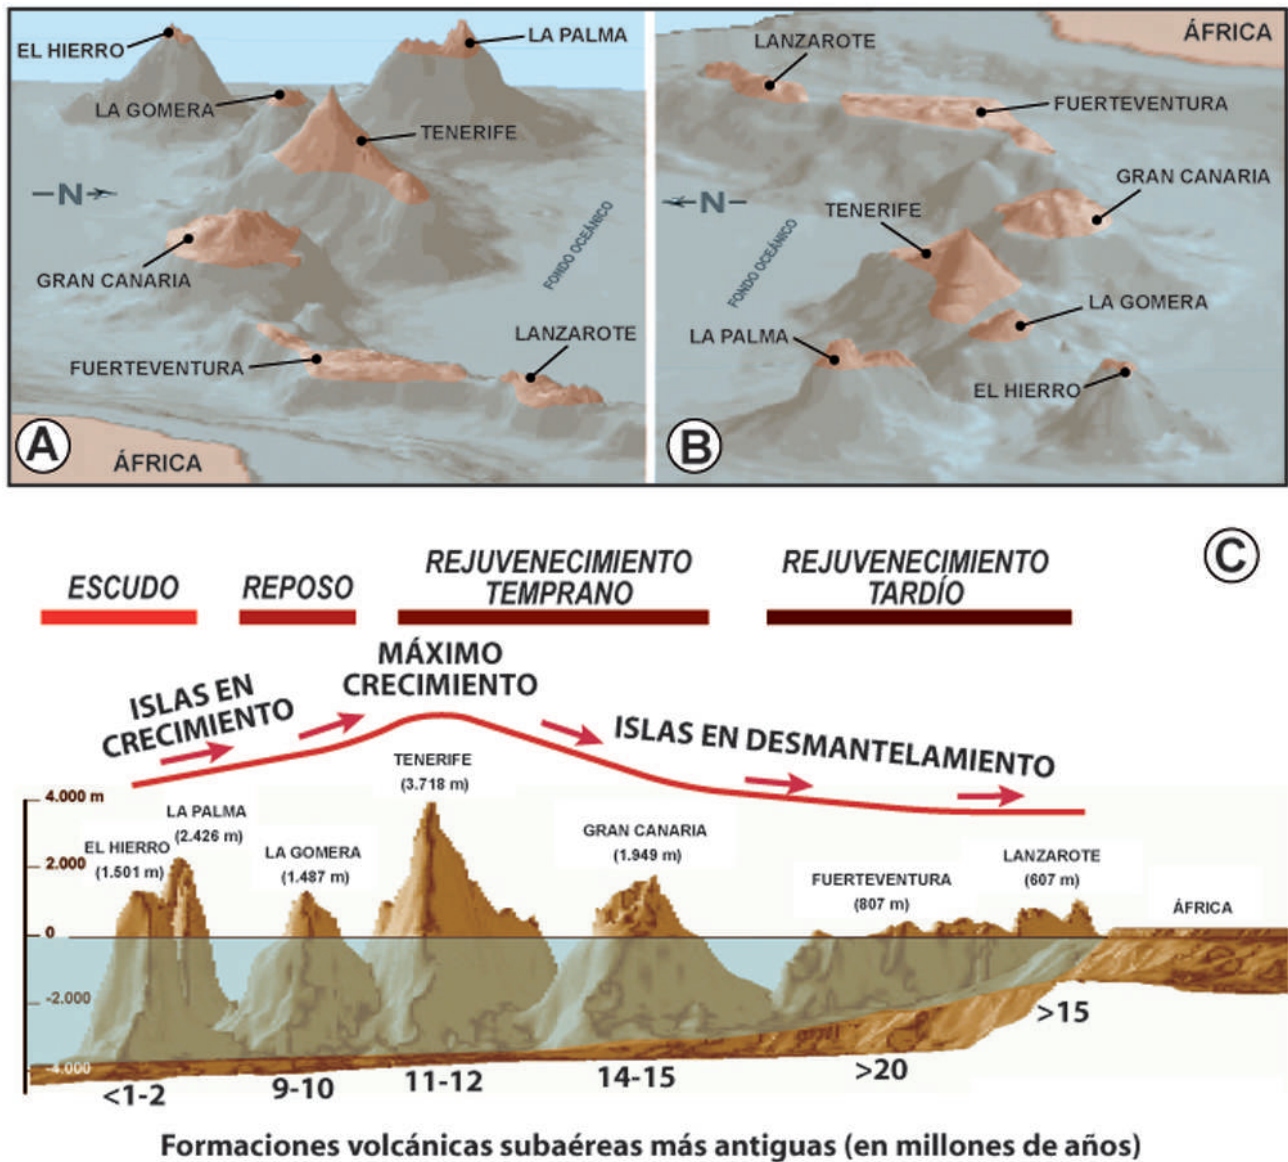 EL HIERRO
LA PALMA
LA GOMERA
TENERIFE
N
GRAN CANARIA
FONDO OCEÁNICO
LANZAROTE
FUERTEVENTURA
A
ÁFRICA
ÁFRICA
LANZAROTE
FUERTEVENTURA
GRAN CANARIA
N
TENERIFE
FONDO OCEÁNICO
LA GOMERA
LA PALMA
EL HIERRO
B
C
ESCUDO
REPOSO
REJUVENECIMIENTO
TEMPRANO
REJUVENECIMIENTO
TARDÍO
ISLAS EN
CRECIMIENTO
MÁXIMO
CRECIMIENTO
ISLAS EN DESMANTELAMIENTO
TENERIFE
(3.718 m)
4.000 m
LA PALMA
(2.426 m)
EL HIERRO
(1.501 m)
LA GOMERA
(1.487 m)
GRAN CANARIA
(1.949 m)
FUERTEVENTURA
(807 m)
LANZAROTE
(607 m)
ÁFRICA
2.000
0
-2.000
-4.000
<1-2
9-10
11-12
14-15
>20
>15
Formaciones volcánicas subaéreas más antiguas (en millones de años)